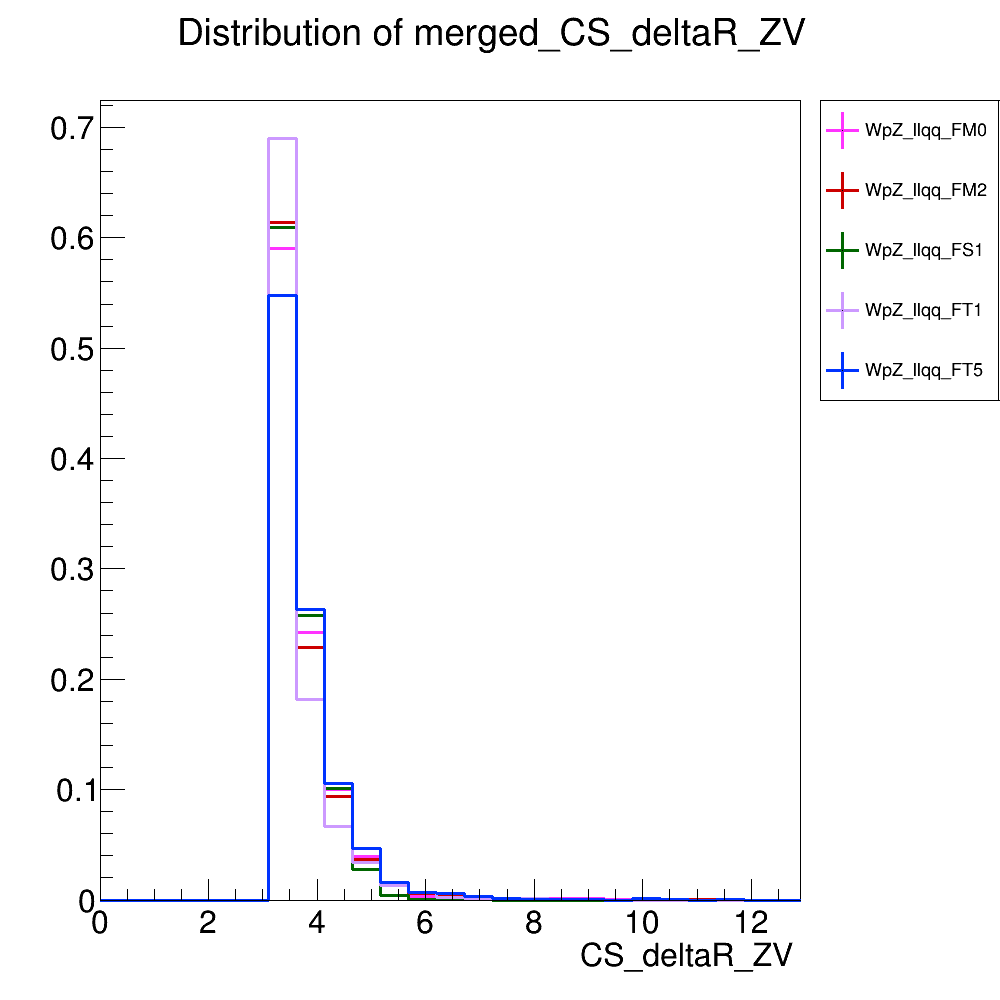 Distribution of merged_CS_deltaR_ZV
0.7
0.6
0.5
0.4
0.3
0.2
0.1
0
0 2 4 6 8 10 12
CS_deltaR_ZV
WpZ_llqq_FM0
WpZ_llqq_FM2
WpZ_llqq_FS1
WpZ_llqq_FT1
WpZ_llqq_FT5